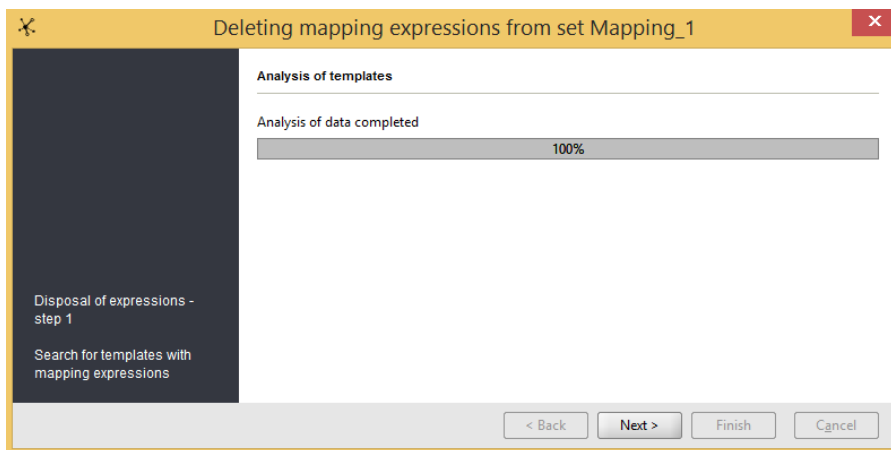 Deleting mapping expressions from set Mapping_1
x
Analysis of templates
Analysis of data completed
100%
Disposal of expressions -
step 1
Search for templates with
mapping expressions
< Back Next > Finish Cancel